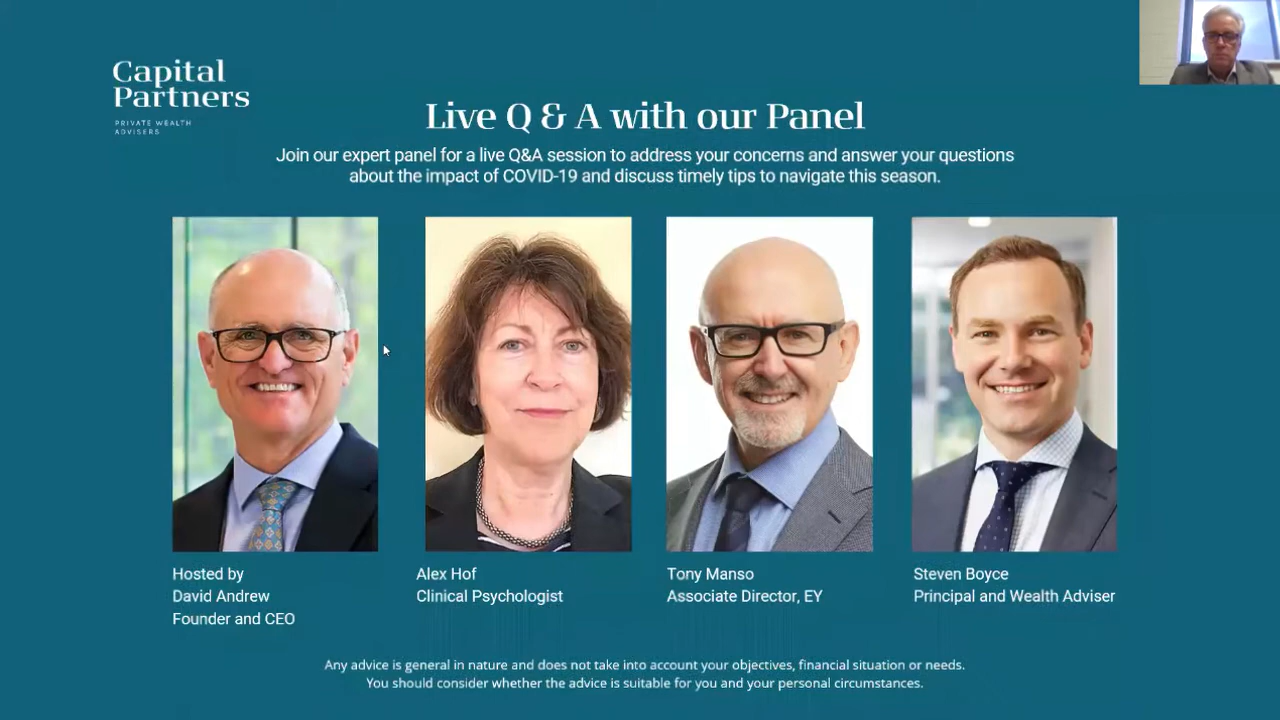 Capital
Partners
PRIVATE WEALTH
ADVISERS
Live Q & A with our Panel
Join our expert panel for a live Q&A session to address your concerns and answer your questions
about the impact of COVID-19 and discuss timely tips to navigate this season.
Hosted by
David Andrew
Founder and CEO
Alex Hof
Clinical Psychologist
Tony Manso
Associate Director, EY
Steven Boyce
Principal and Wealth Adviser
Any advice is general in nature and does not take into account your objectives, financial situation or needs.
You should consider whether the advice is suitable for you and your personal circumstances.